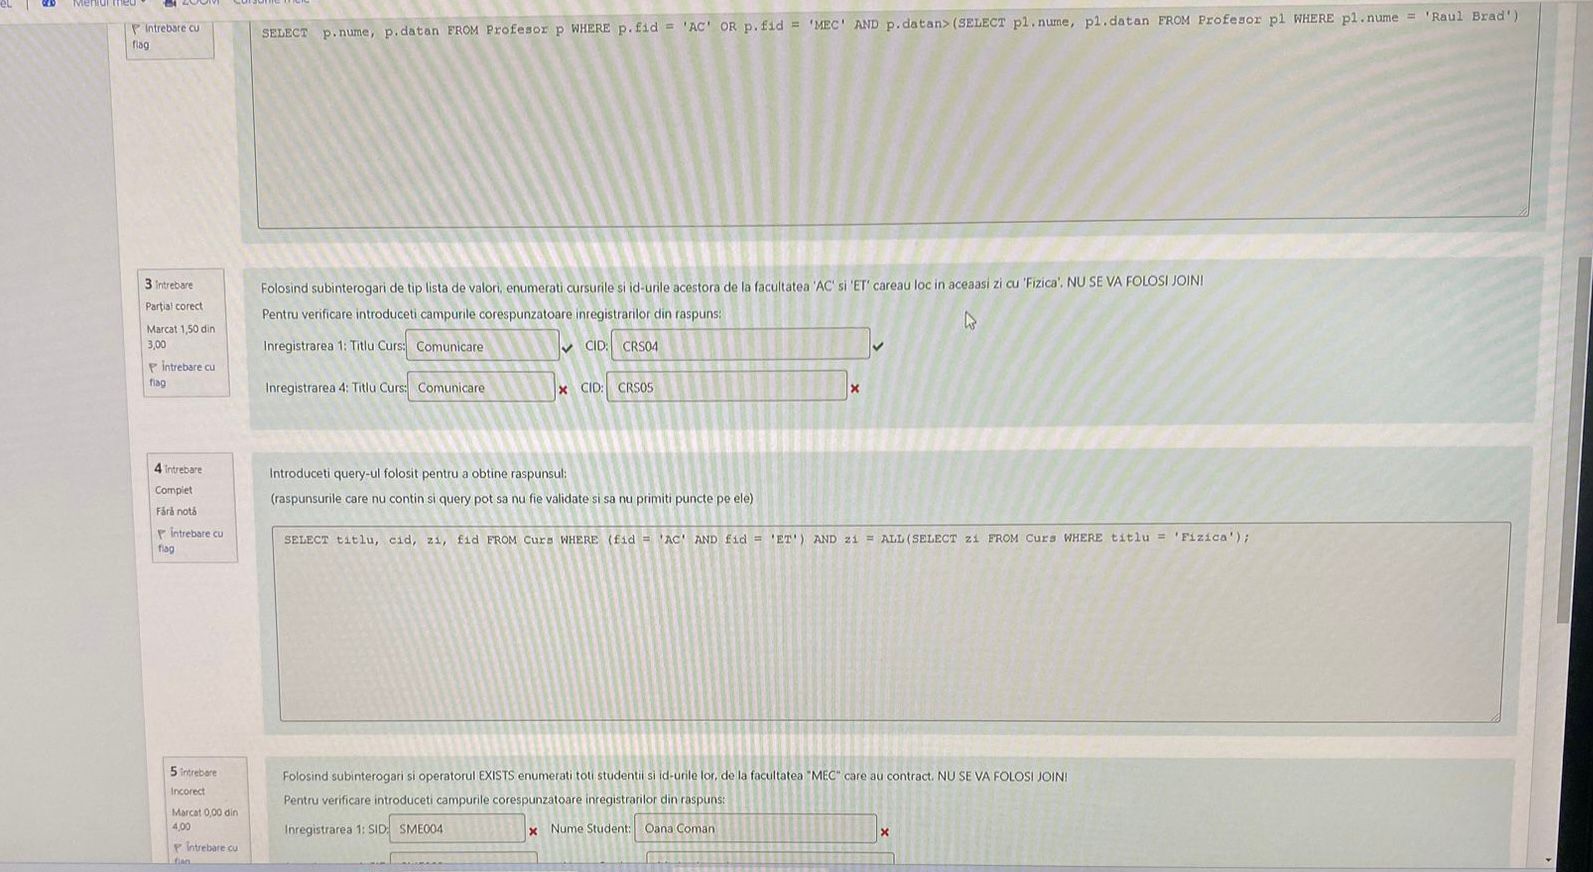 Meniul meu
ZOOM Cursurile mele
Întrebare cu
flag
SELECT p.nume, p.datan FROM Profesor p WHERE p.fid = 'AC' OR p.fid = 'MEC' AND p.datan>(SELECT p1.nume, p1.datan FROM Profesor p1 WHERE p1.nume = 'Raul Brad')
3 Întrebare
Parțial corect
Marcat 1,50 din
3,00
Întrebare cu
flag
Folosind subinterogari de tip lista de valori, enumerati cursurile si id-urile acestora de la facultatea 'AC' si 'ET' careau loc in aceaasi zi cu 'Fizica'. NU SE VA FOLOSI JOIN!
Pentru verificare introduceti campurile corespunzatoare inregistrarilor din raspuns:
Inregistrarea 1: Titlu Curs: Comunicare CID: CRS04
Inregistrarea 4: Titlu Curs: Comunicare CID: CRS05
4 Întrebare
Complet
Fără notă
Întrebare cu
flag
Introduceti query-ul folosit pentru a obtine raspunsul:
(raspunsurile care nu contin si query pot sa nu fie validate si sa nu primiti puncte pe ele)
SELECT titlu, cid, zi, fid FROM Curs WHERE (fid = 'AC' AND fid = 'ET') AND zi = ALL(SELECT zi FROM Curs WHERE titlu = 'Fizica');
5 Întrebare
Incorect
Marcat 0,00 din
4,00
Întrebare cu
flag
Folosind subinterogari si operatorul EXISTS enumerati toti studentii si id-urile lor, de la facultatea "MEC" care au contract. NU SE VA FOLOSI JOIN!
Pentru verificare introduceti campurile corespunzatoare inregistrarilor din raspuns:
Inregistrarea 1: SID: SME004 Nume Student: Oana Coman